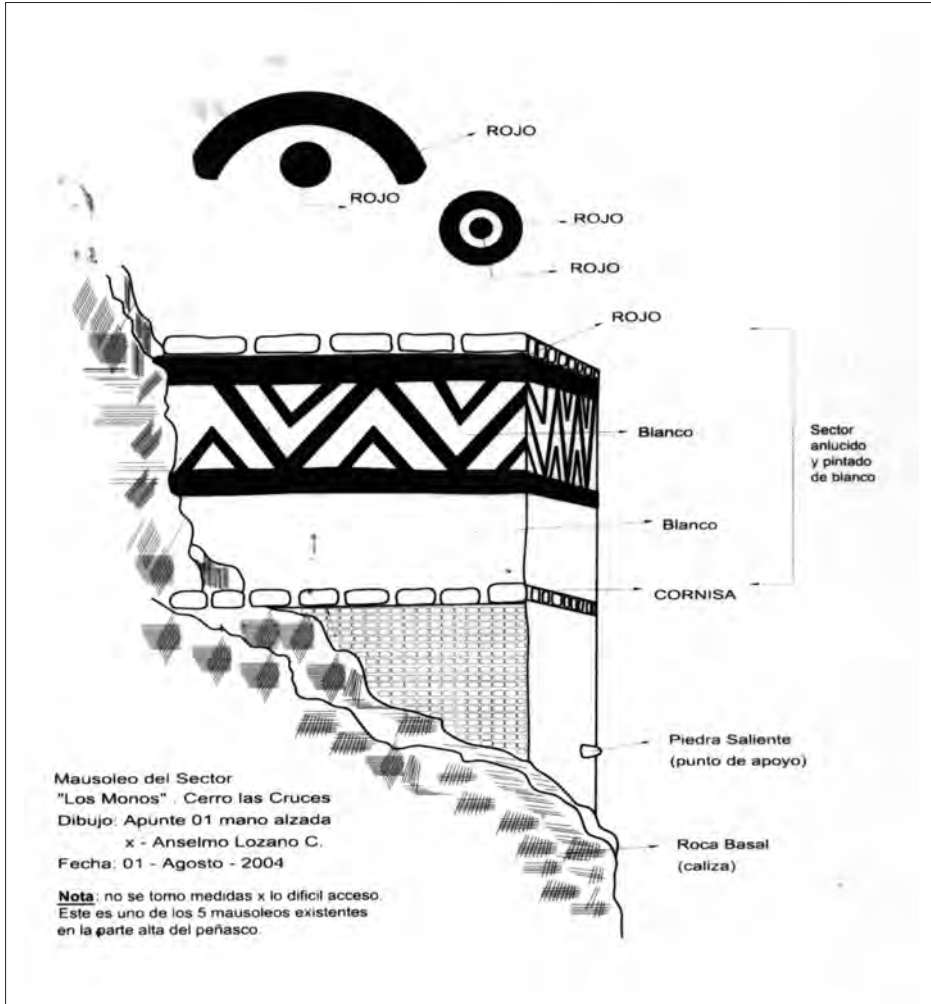 ROJO
ROJO
ROJO
ROJO
ROJO
Blanco
Sector
anlucido
y pintado
de blanco
Blanco
CORNISA
Piedra Saliente
(punto de apoyo)
Roca Basal
(caliza)
Mausoleo del Sector
"Los Monos" . Cerro las Cruces
Dibujo: Apunte 01 mano alzada
x - Anselmo Lozano C.
Fecha: 01 - Agosto - 2004
Nota: no se tomo medidas x lo dificil acceso.
Este es uno de los 5 mausoleos existentes
en la parte alta del peñasco.